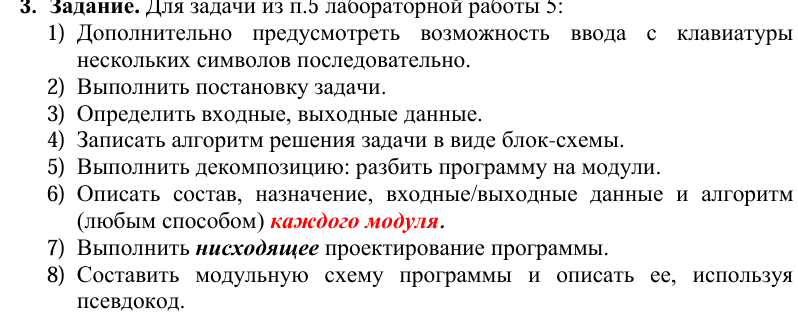 3. Задание. Для задачи из п.5 лабораторной работы 5:
1) Дополнительно предусмотреть возможность ввода с клавиатуры
нескольких символов последовательно.
2) Выполнить постановку задачи.
3) Определить входные, выходные данные.
4) Записать алгоритм решения задачи в виде блок-схемы.
5) Выполнить декомпозицию: разбить программу на модули.
6) Описать состав, назначение, входные/выходные данные и алгоритм
(любым способом) каждого модуля.
7) Выполнить нисходящее проектирование программы.
8) Составить модульную схему программы и описать ее, используя
псевдокод.